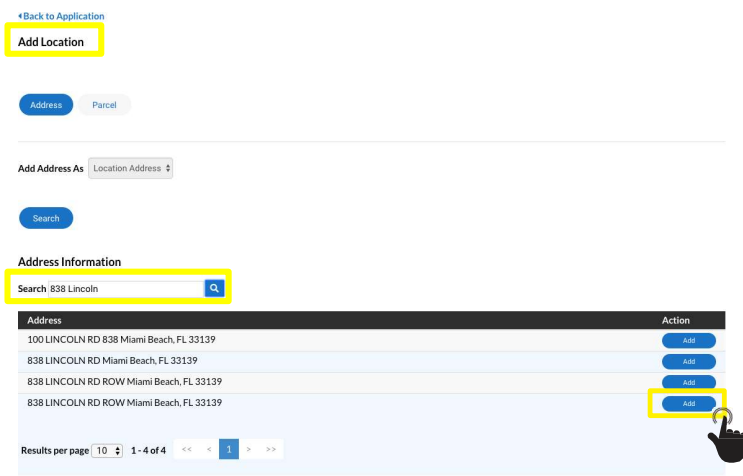 Back to Application
Add Location
Address Parcel
Add Address As Location Address
Search
Address Information
Search 838 Lincoln
Address Action
100 LINCOLN RD 838 Miami Beach, FL 33139 Add
838 LINCOLN RD Miami Beach, FL 33139 Add
838 LINCOLN RD ROW Miami Beach, FL 33139 Add
838 LINCOLN RD ROW Miami Beach, FL 33139 Add
Results per page 10 1 - 4 of 4 << < 1 > >>